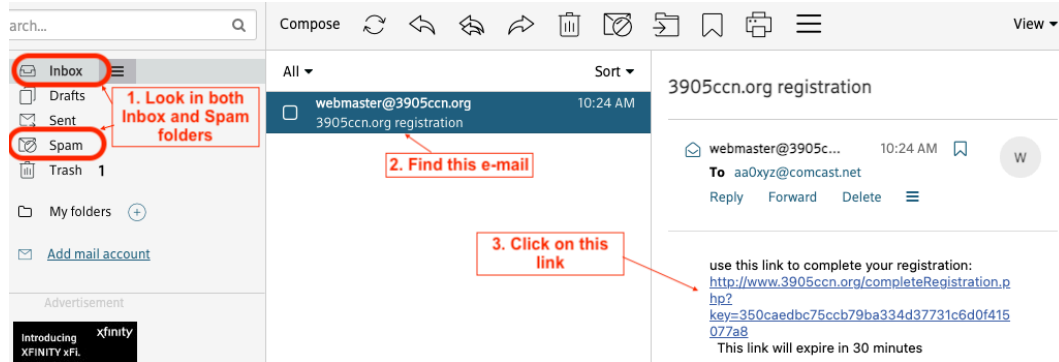 arch...
Compose
View
Inbox
Drafts
Sent
Spam
Trash 1
My folders
Add mail account
Advertisement
Introducing
xfinity
XFINITY xFi.
1. Look in both
Inbox and Spam
folders
All
Sort
webmaster@3905ccn.org 10:24 AM
3905ccn.org registration
2. Find this e-mail
3. Click on this
link
3905ccn.org registration
webmaster@3905c... 10:24 AM
W
To aa0xyz@comcast.net
Reply Forward Delete
use this link to complete your registration:
http://www.3905ccn.org/completeRegistration.p
hp?
key=350caedbc75ccb79ba334d37731c6d0f415
077a8
This link will expire in 30 minutes